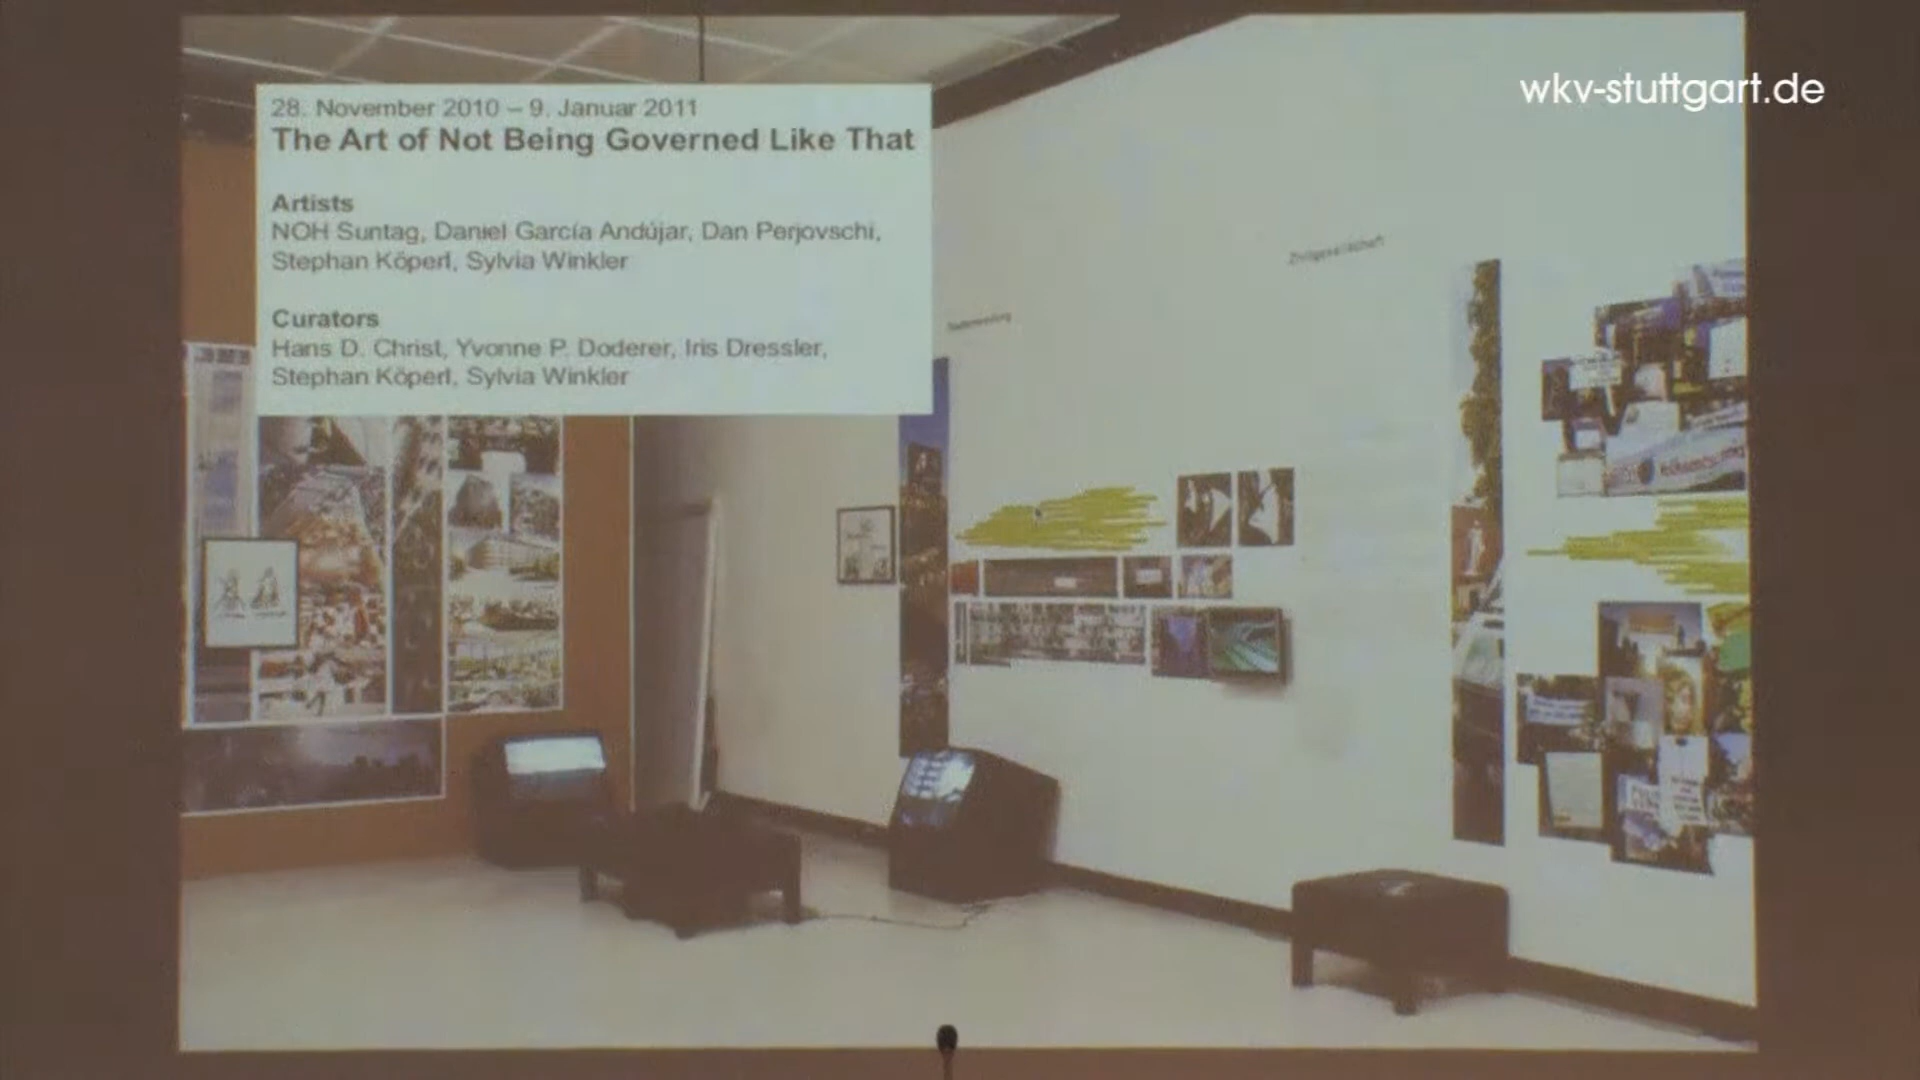 wkv-stuttgart.de
28. November 2010 – 9. Januar 2011
The Art of Not Being Governed Like That
Artists
NOH Suntag, Daniel García Andújar, Dan Perjovschi,
Stephan Köperl, Sylvia Winkler
Curators
Hans D. Christ, Yvonne P. Doderer, Iris Dressler,
Stephan Köperl, Sylvia Winkler
Zivilgesellschaft